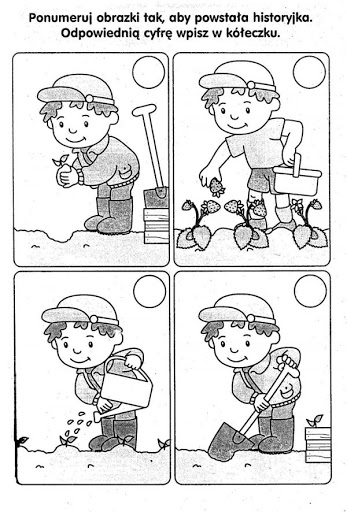 Ponumeruj obrazki tak, aby powstała historyjka.
Odpowiednią cyfrę wpisz w kółeczku.